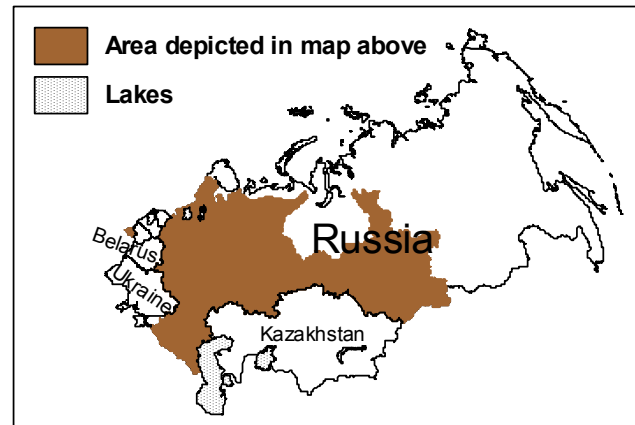 Area depicted in map above
Lakes
Russia
Belarus
Ukraine
Kazakhstan